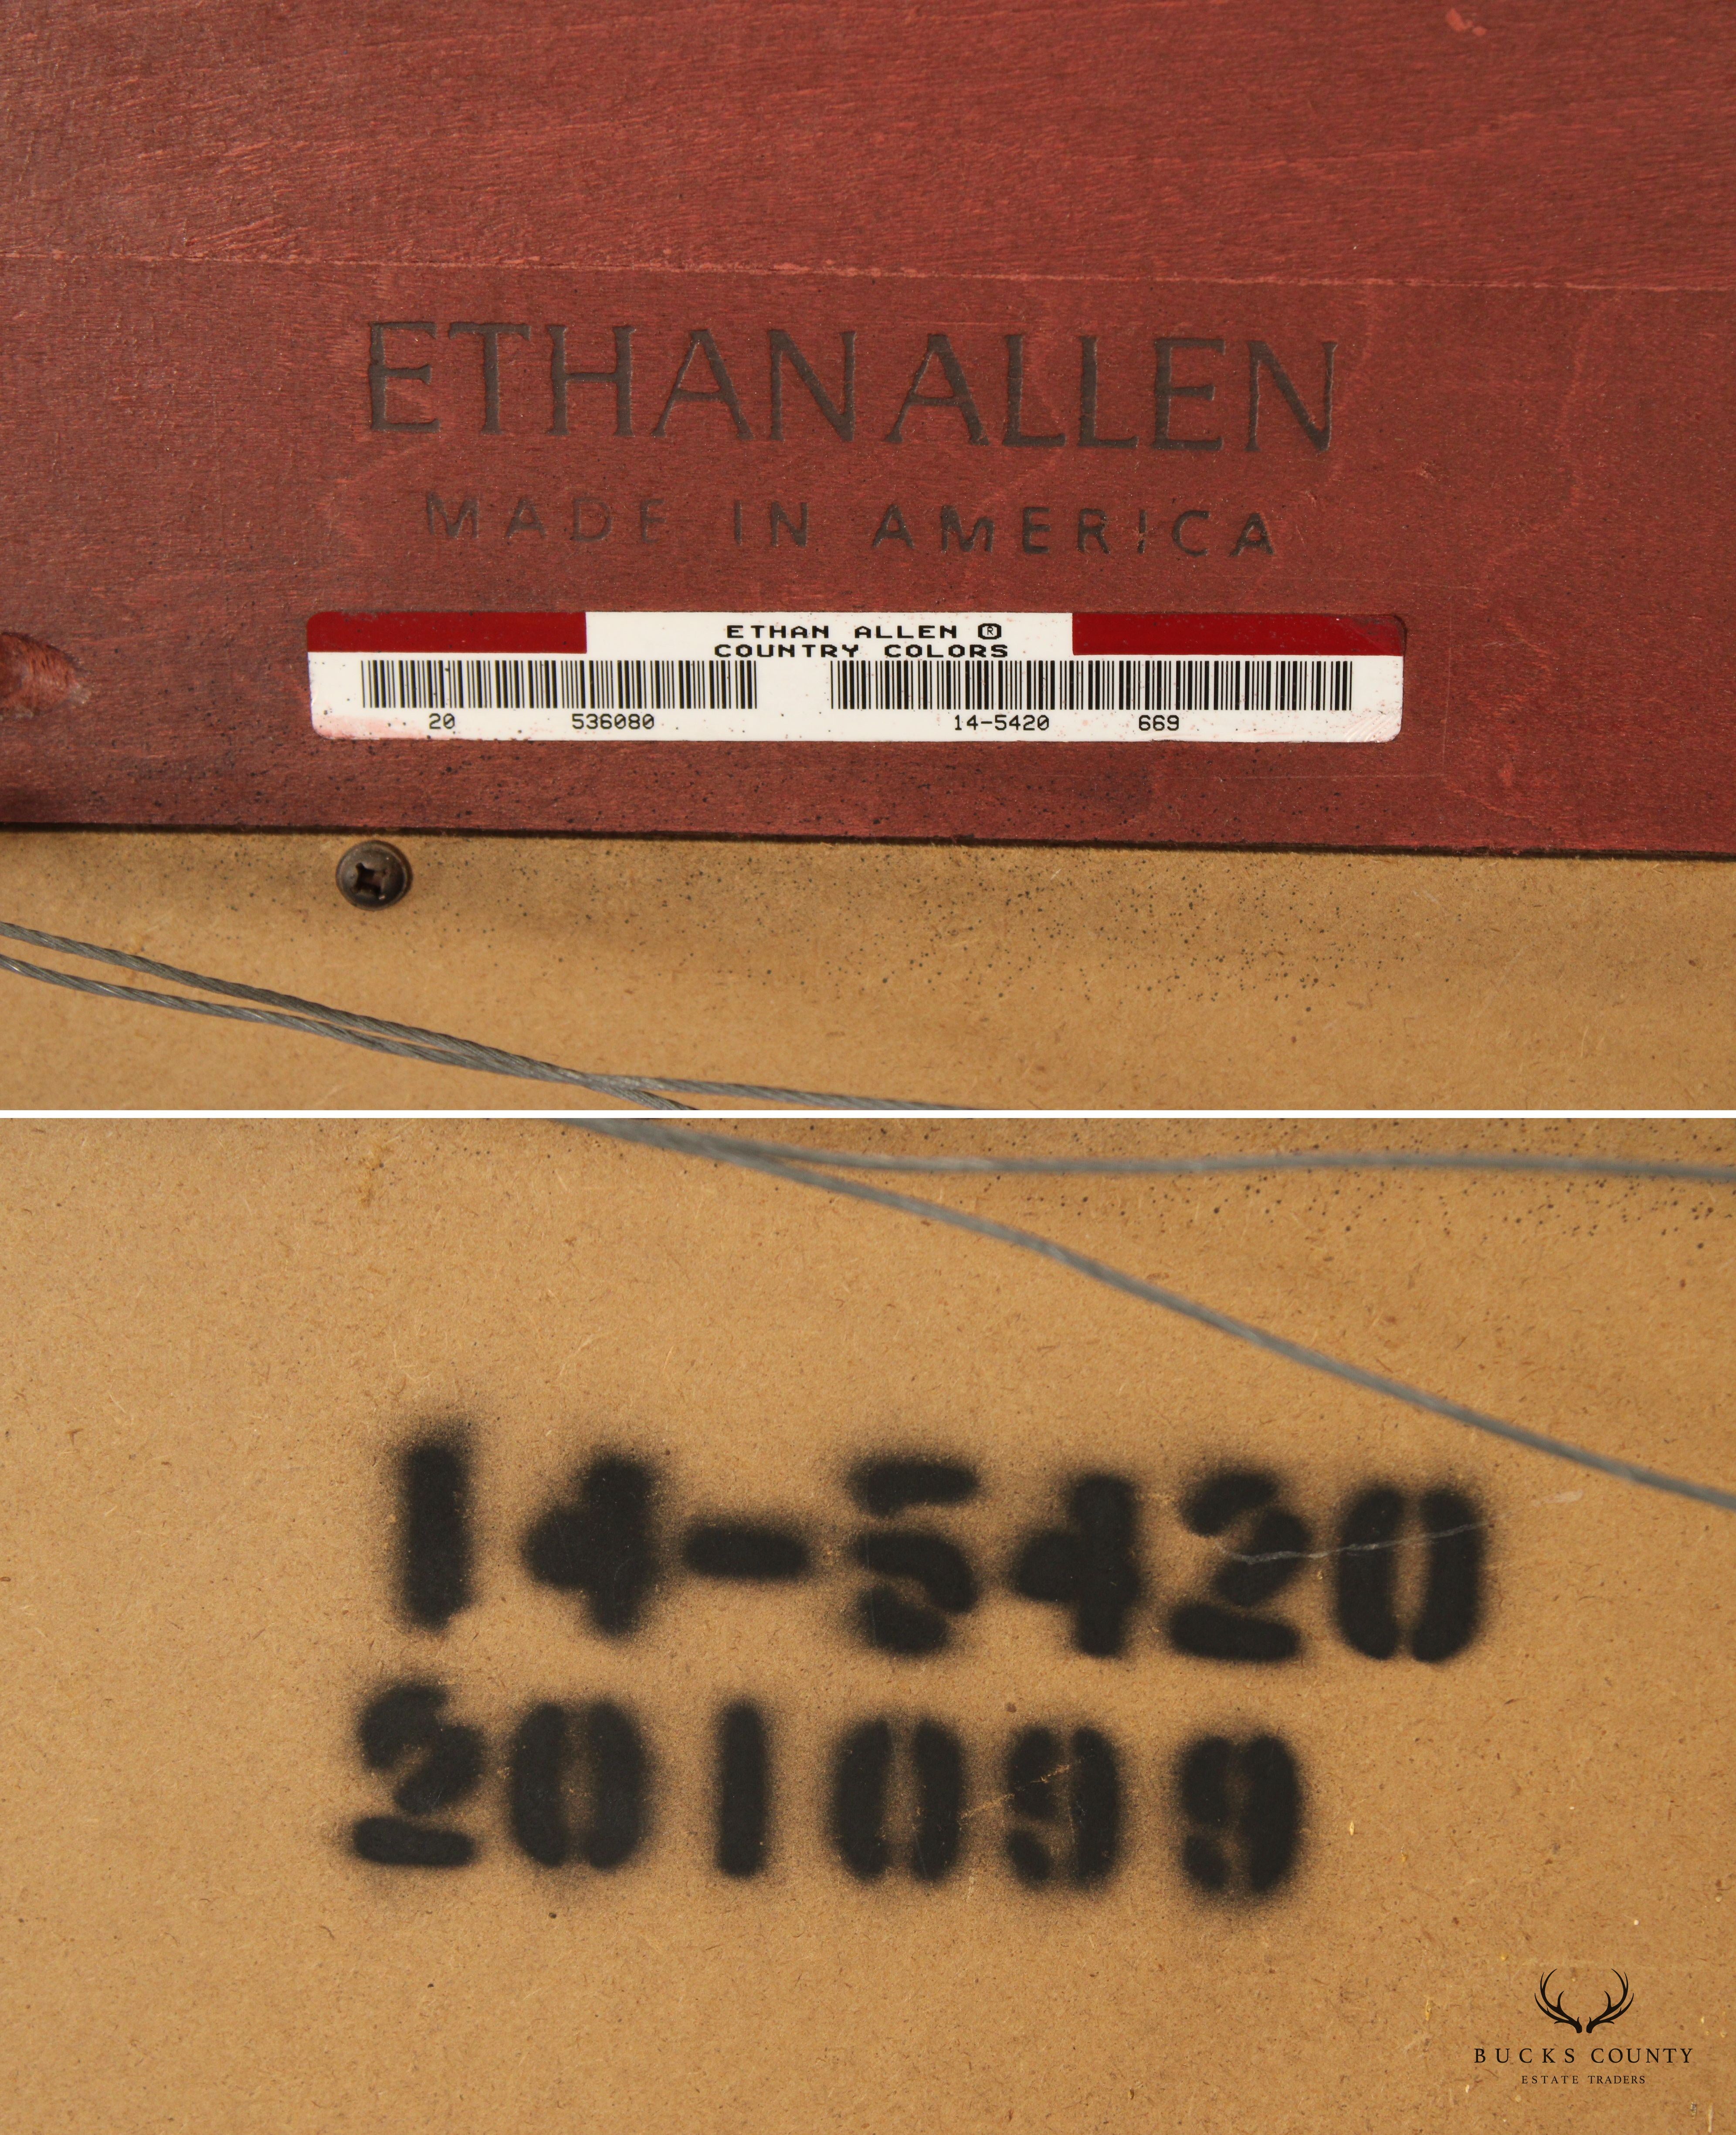 ETHAN ALLEN
MADE IN AMERICA
ETHAN ALLEN ®
COUNTRY COLORS
20 536080 14-5420 669
14-5420
201099
BUCKS COUNTY
ESTATE TRADERS